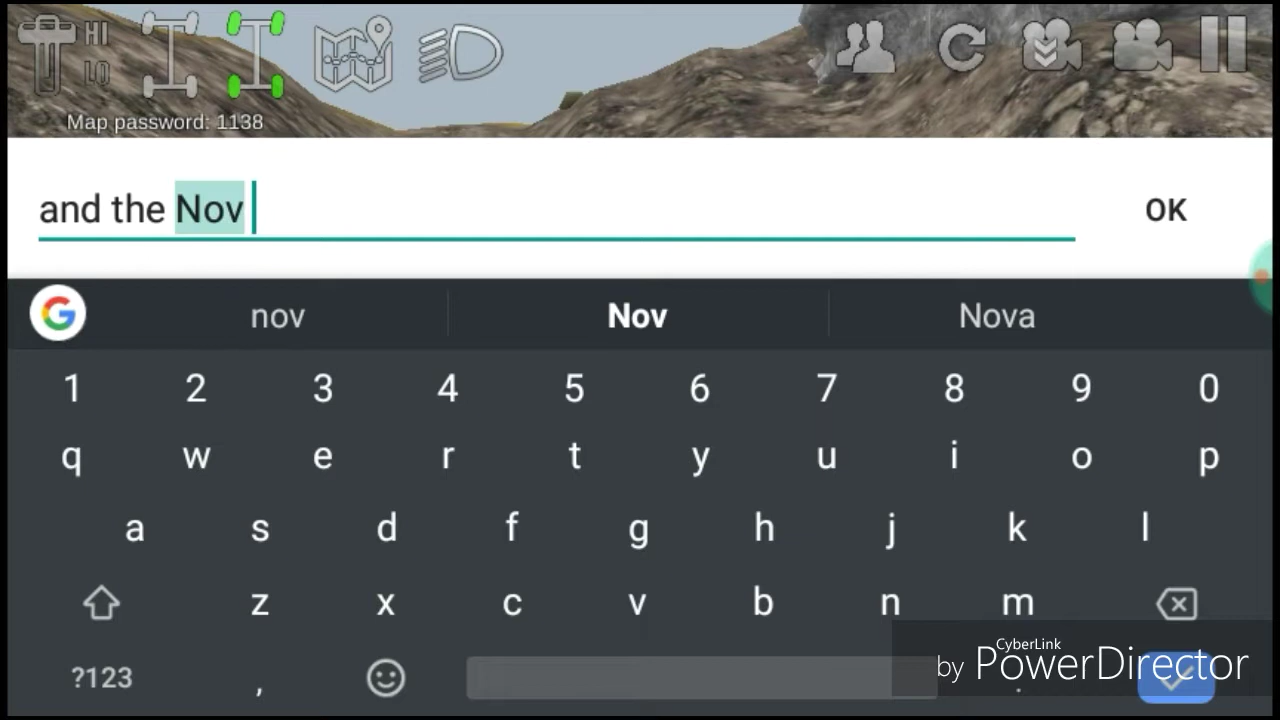 HI
LO
Map password: 1138
and the Nov
OK
G
nov Nov Nova
1 2 3 4 5 6 7 8 9 0
q w e r t y u i o p
a s d f g h j k l
z x c v b n m
?123 , .
CyberLink
by PowerDirector